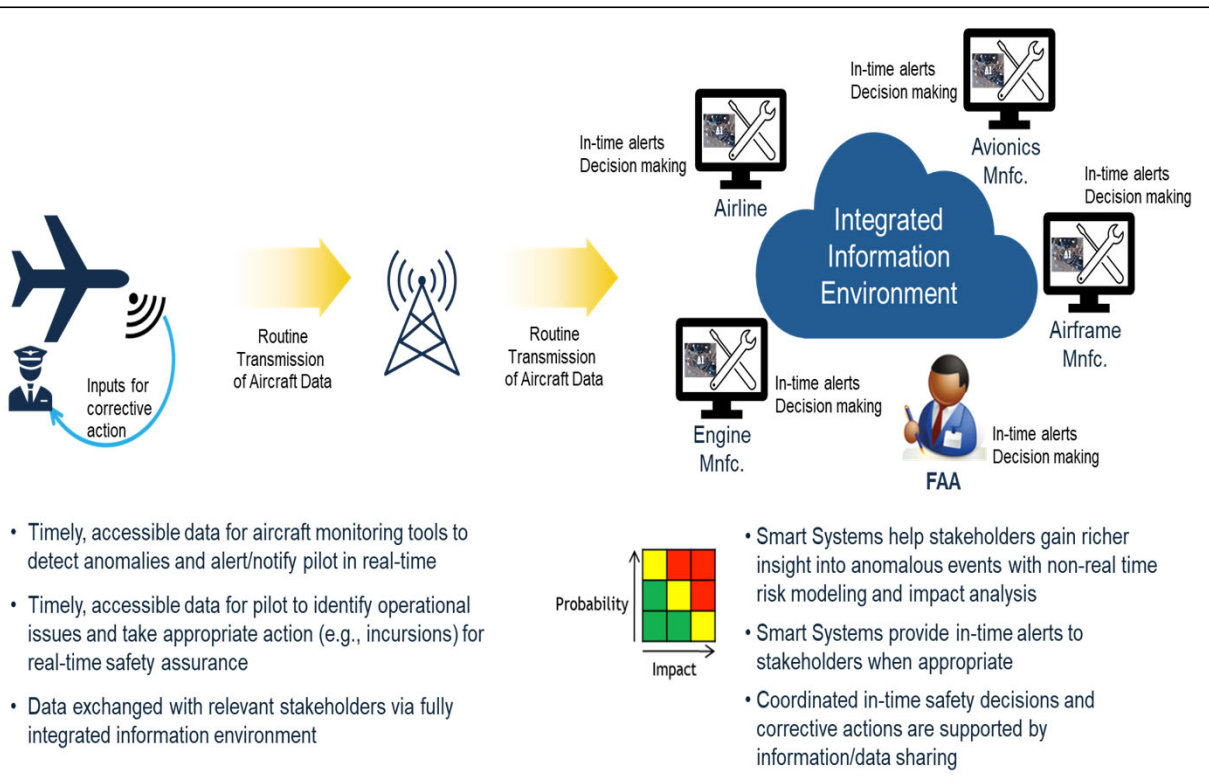 In-time alerts
Decision making
Avionics
Mnfc.
In-time alerts
Decision making
Airline
In-time alerts
Decision making
Airframe
Mnfc.
Integrated
Information
Environment
Routine
Transmission
of Aircraft Data
Routine
Transmission
of Aircraft Data
Inputs for
corrective
action
In-time alerts
Decision making
Engine
Mnfc.
In-time alerts
Decision making
FAA
AI
AI
AI
AI
• Timely, accessible data for aircraft monitoring tools to
detect anomalies and alert/notify pilot in real-time
• Timely, accessible data for pilot to identify operational
issues and take appropriate action (e.g., incursions) for
real-time safety assurance
• Data exchanged with relevant stakeholders via fully
integrated information environment
Probability
Impact
• Smart Systems help stakeholders gain richer
insight into anomalous events with non-real time
risk modeling and impact analysis
• Smart Systems provide in-time alerts to
stakeholders when appropriate
• Coordinated in-time safety decisions and
corrective actions are supported by
information/data sharing